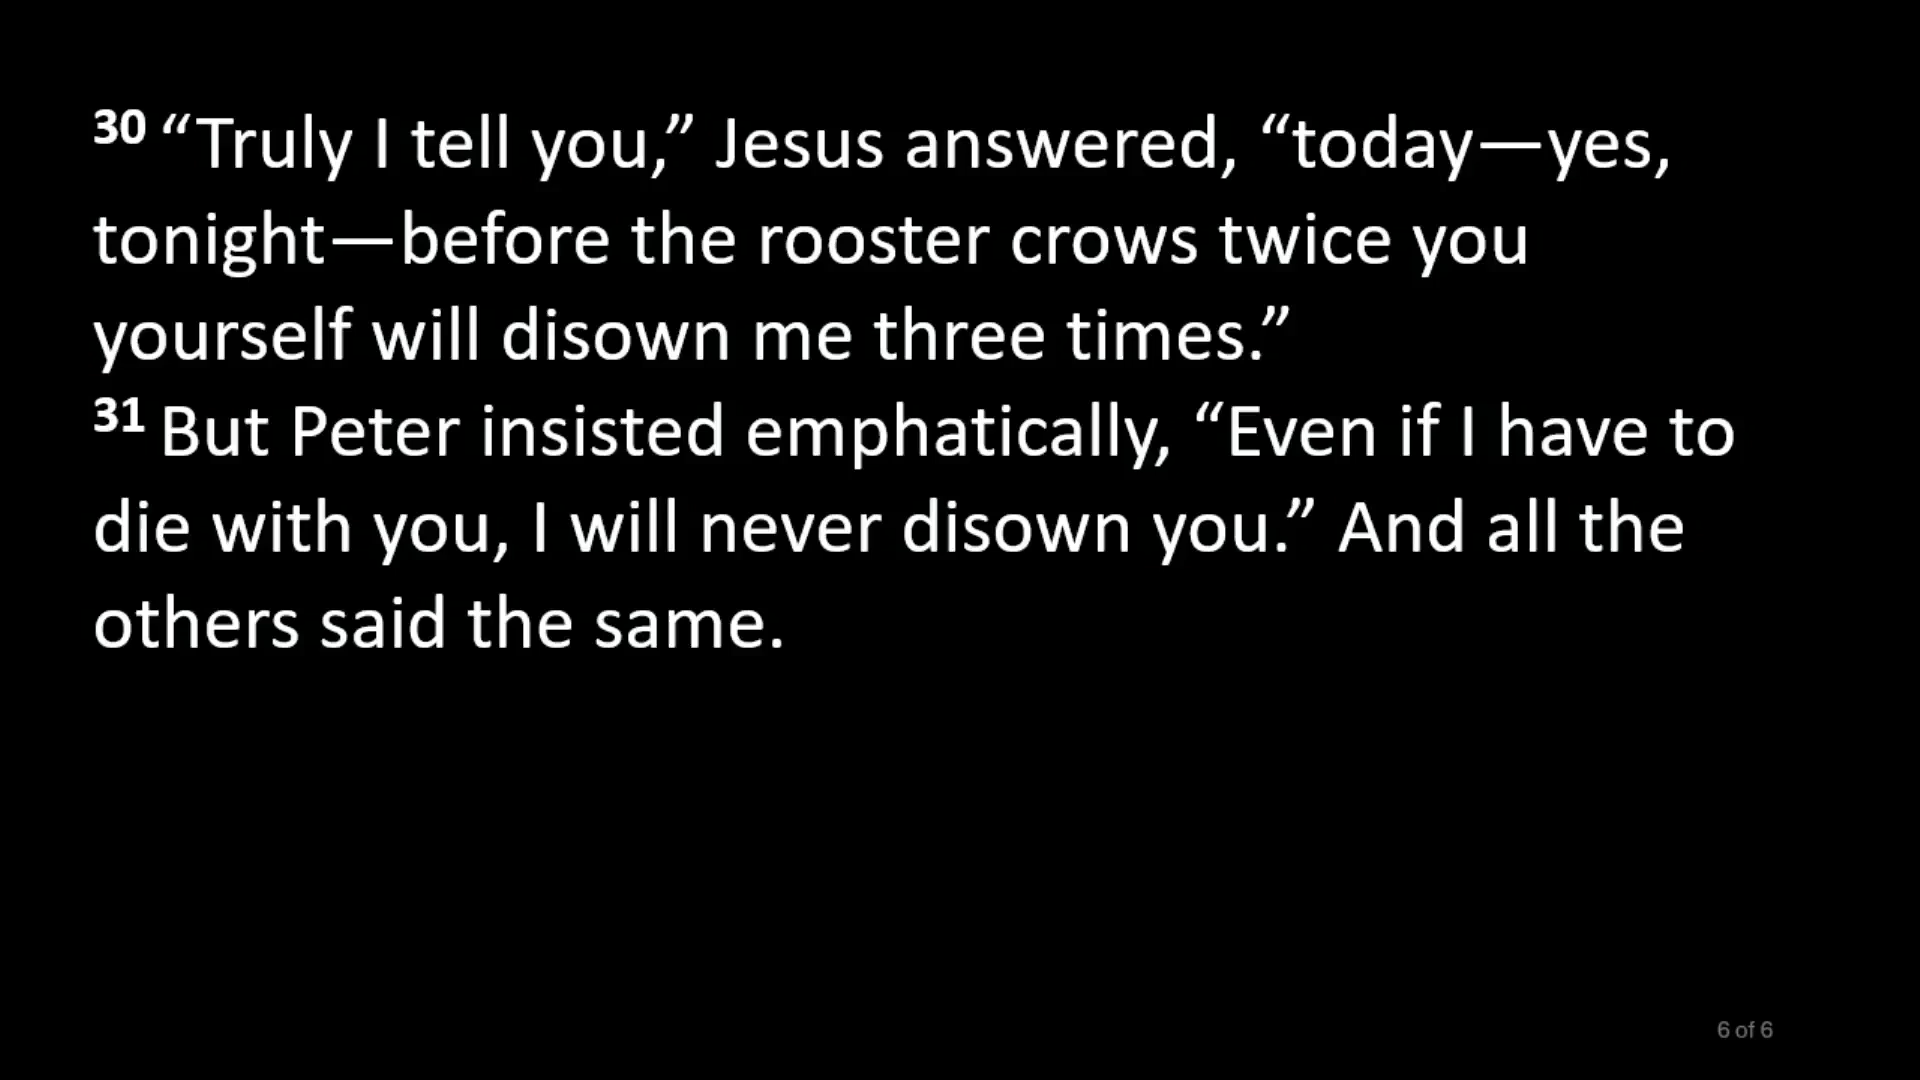 30 “Truly I tell you,” Jesus answered, “today—yes,
tonight—before the rooster crows twice you
yourself will disown me three times.”
31 But Peter insisted emphatically, “Even if I have to
die with you, I will never disown you.” And all the
others said the same.
6 of 6